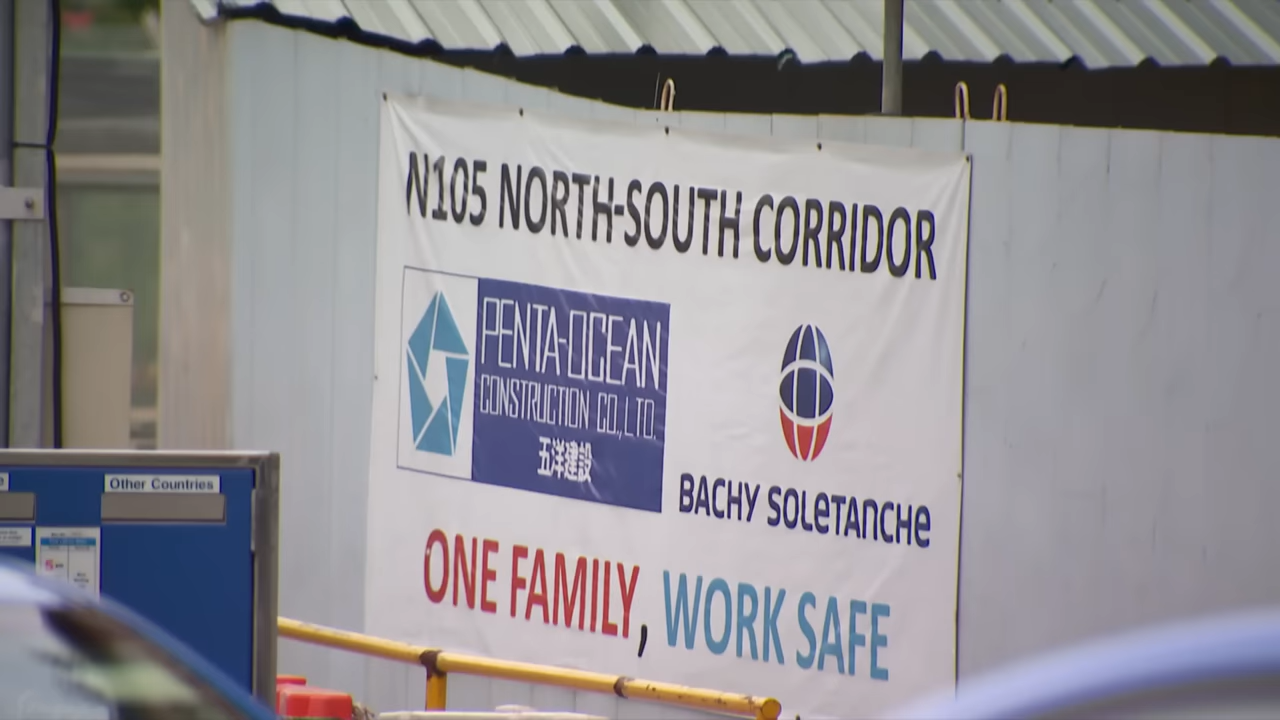 N105 NORTH-SOUTH CORRIDOR
PENTA-OCEAN
CONSTRUCTION CO., LTD.
五洋建設
BACHY SOLETANCHE
ONE FAMILY, WORK SAFE
Other Countries